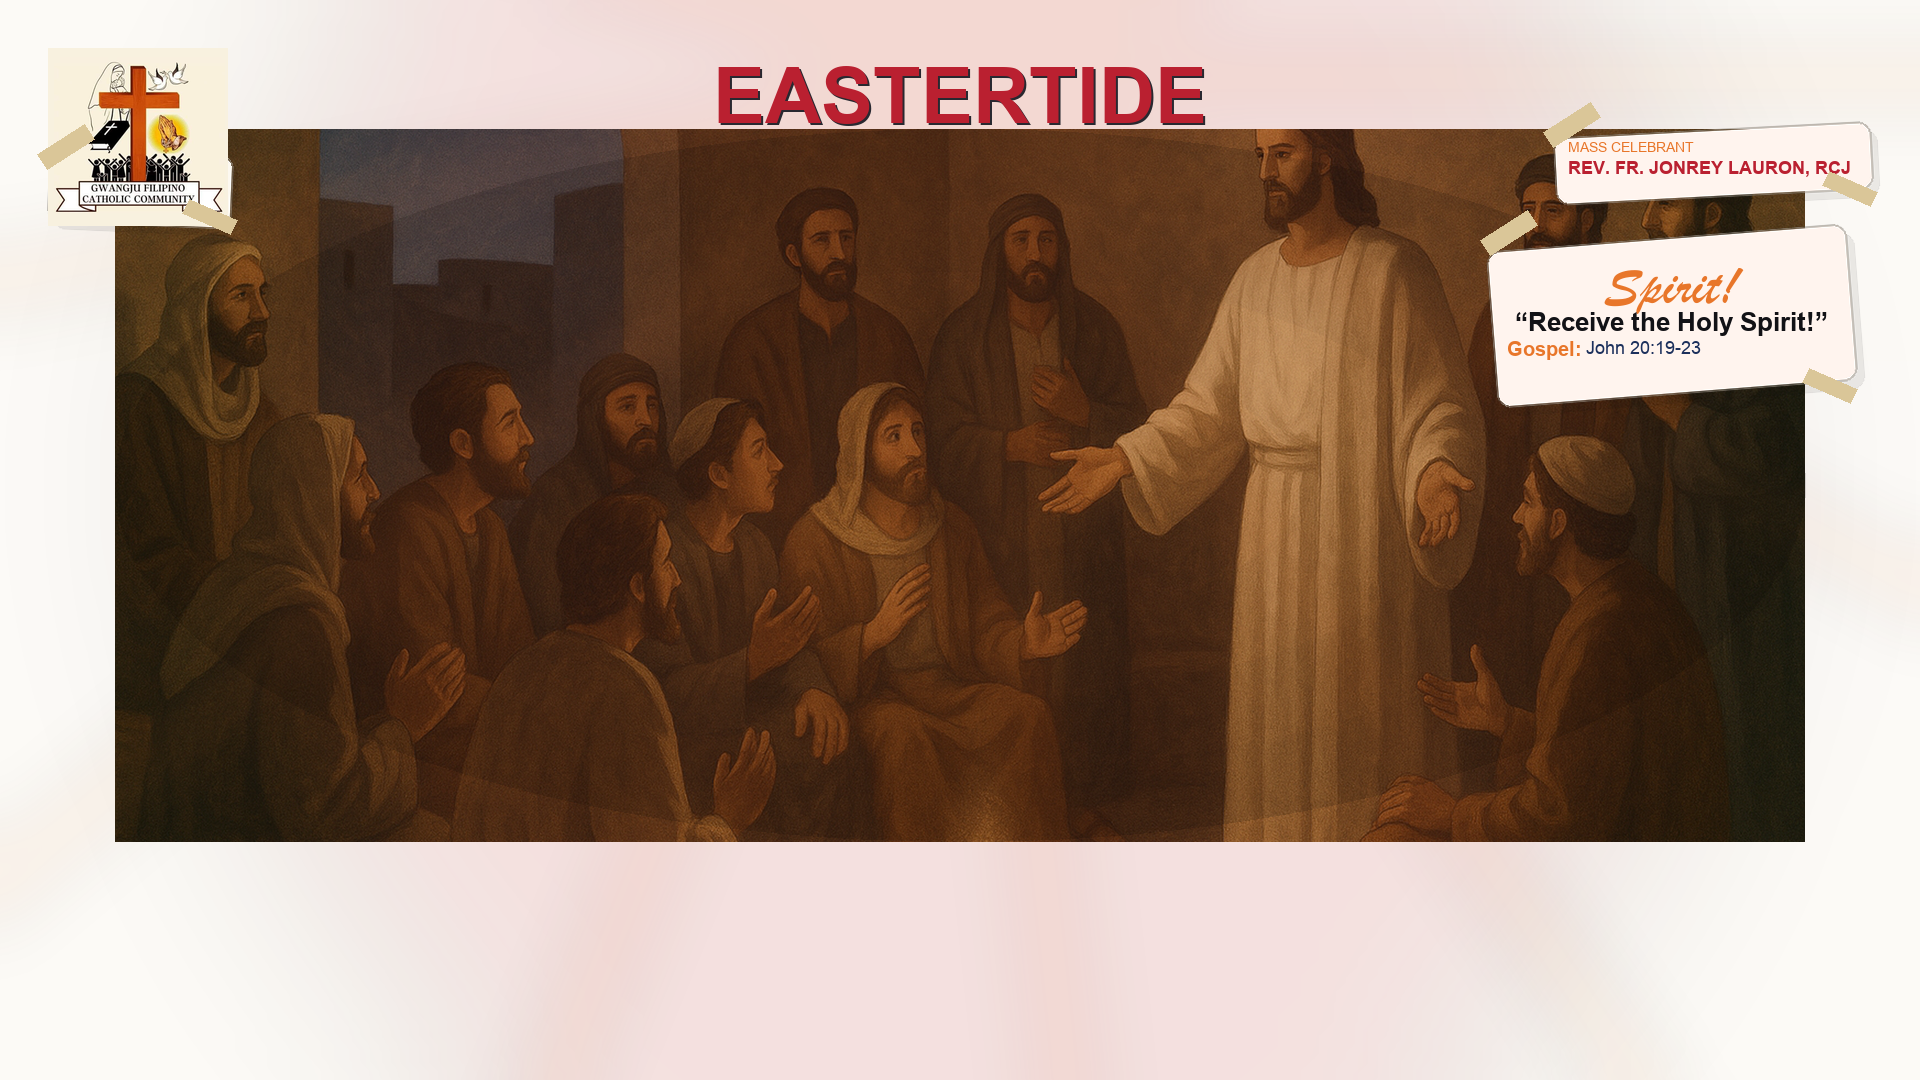 EASTERTIDE
GWANGJU FILIPINO
CATHOLIC COMMUNITY
MASS CELEBRANT
REV. FR. JONREY LAURON, RCJ
Spirit!
“Receive the Holy Spirit!”
Gospel: John 20:19-23